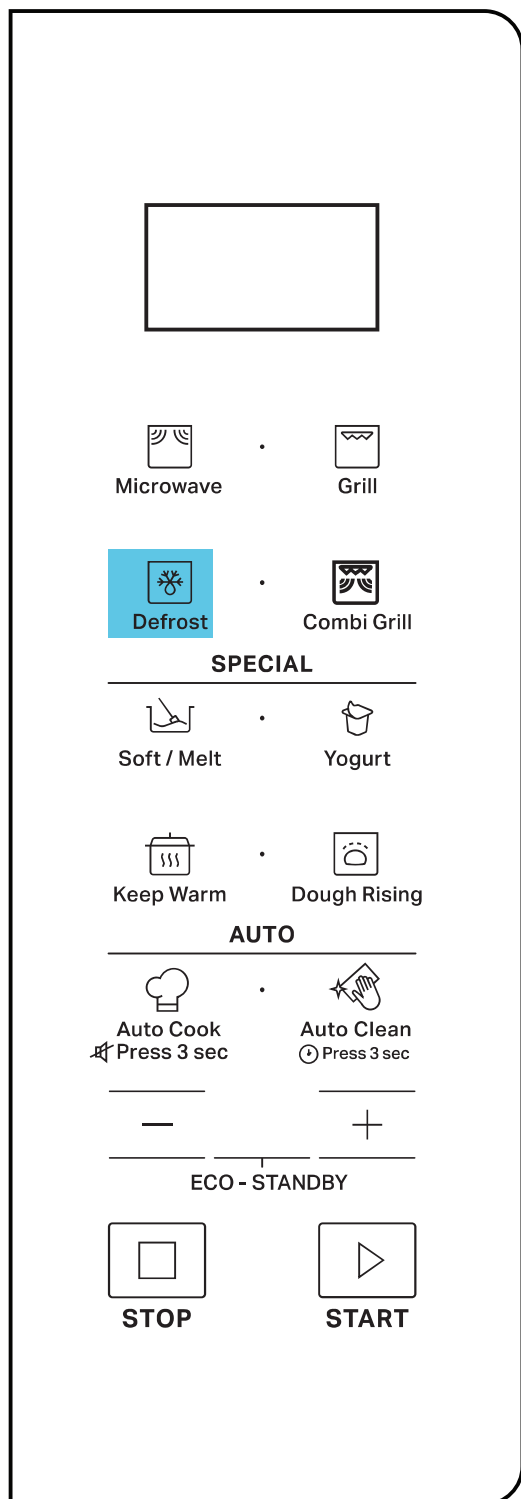 Microwave Grill
Defrost Combi Grill
SPECIAL
Soft / Melt Yogurt
Keep Warm Dough Rising
AUTO
Auto Cook Auto Clean
Press 3 sec Press 3 sec
— +
ECO - STANDBY
STOP START